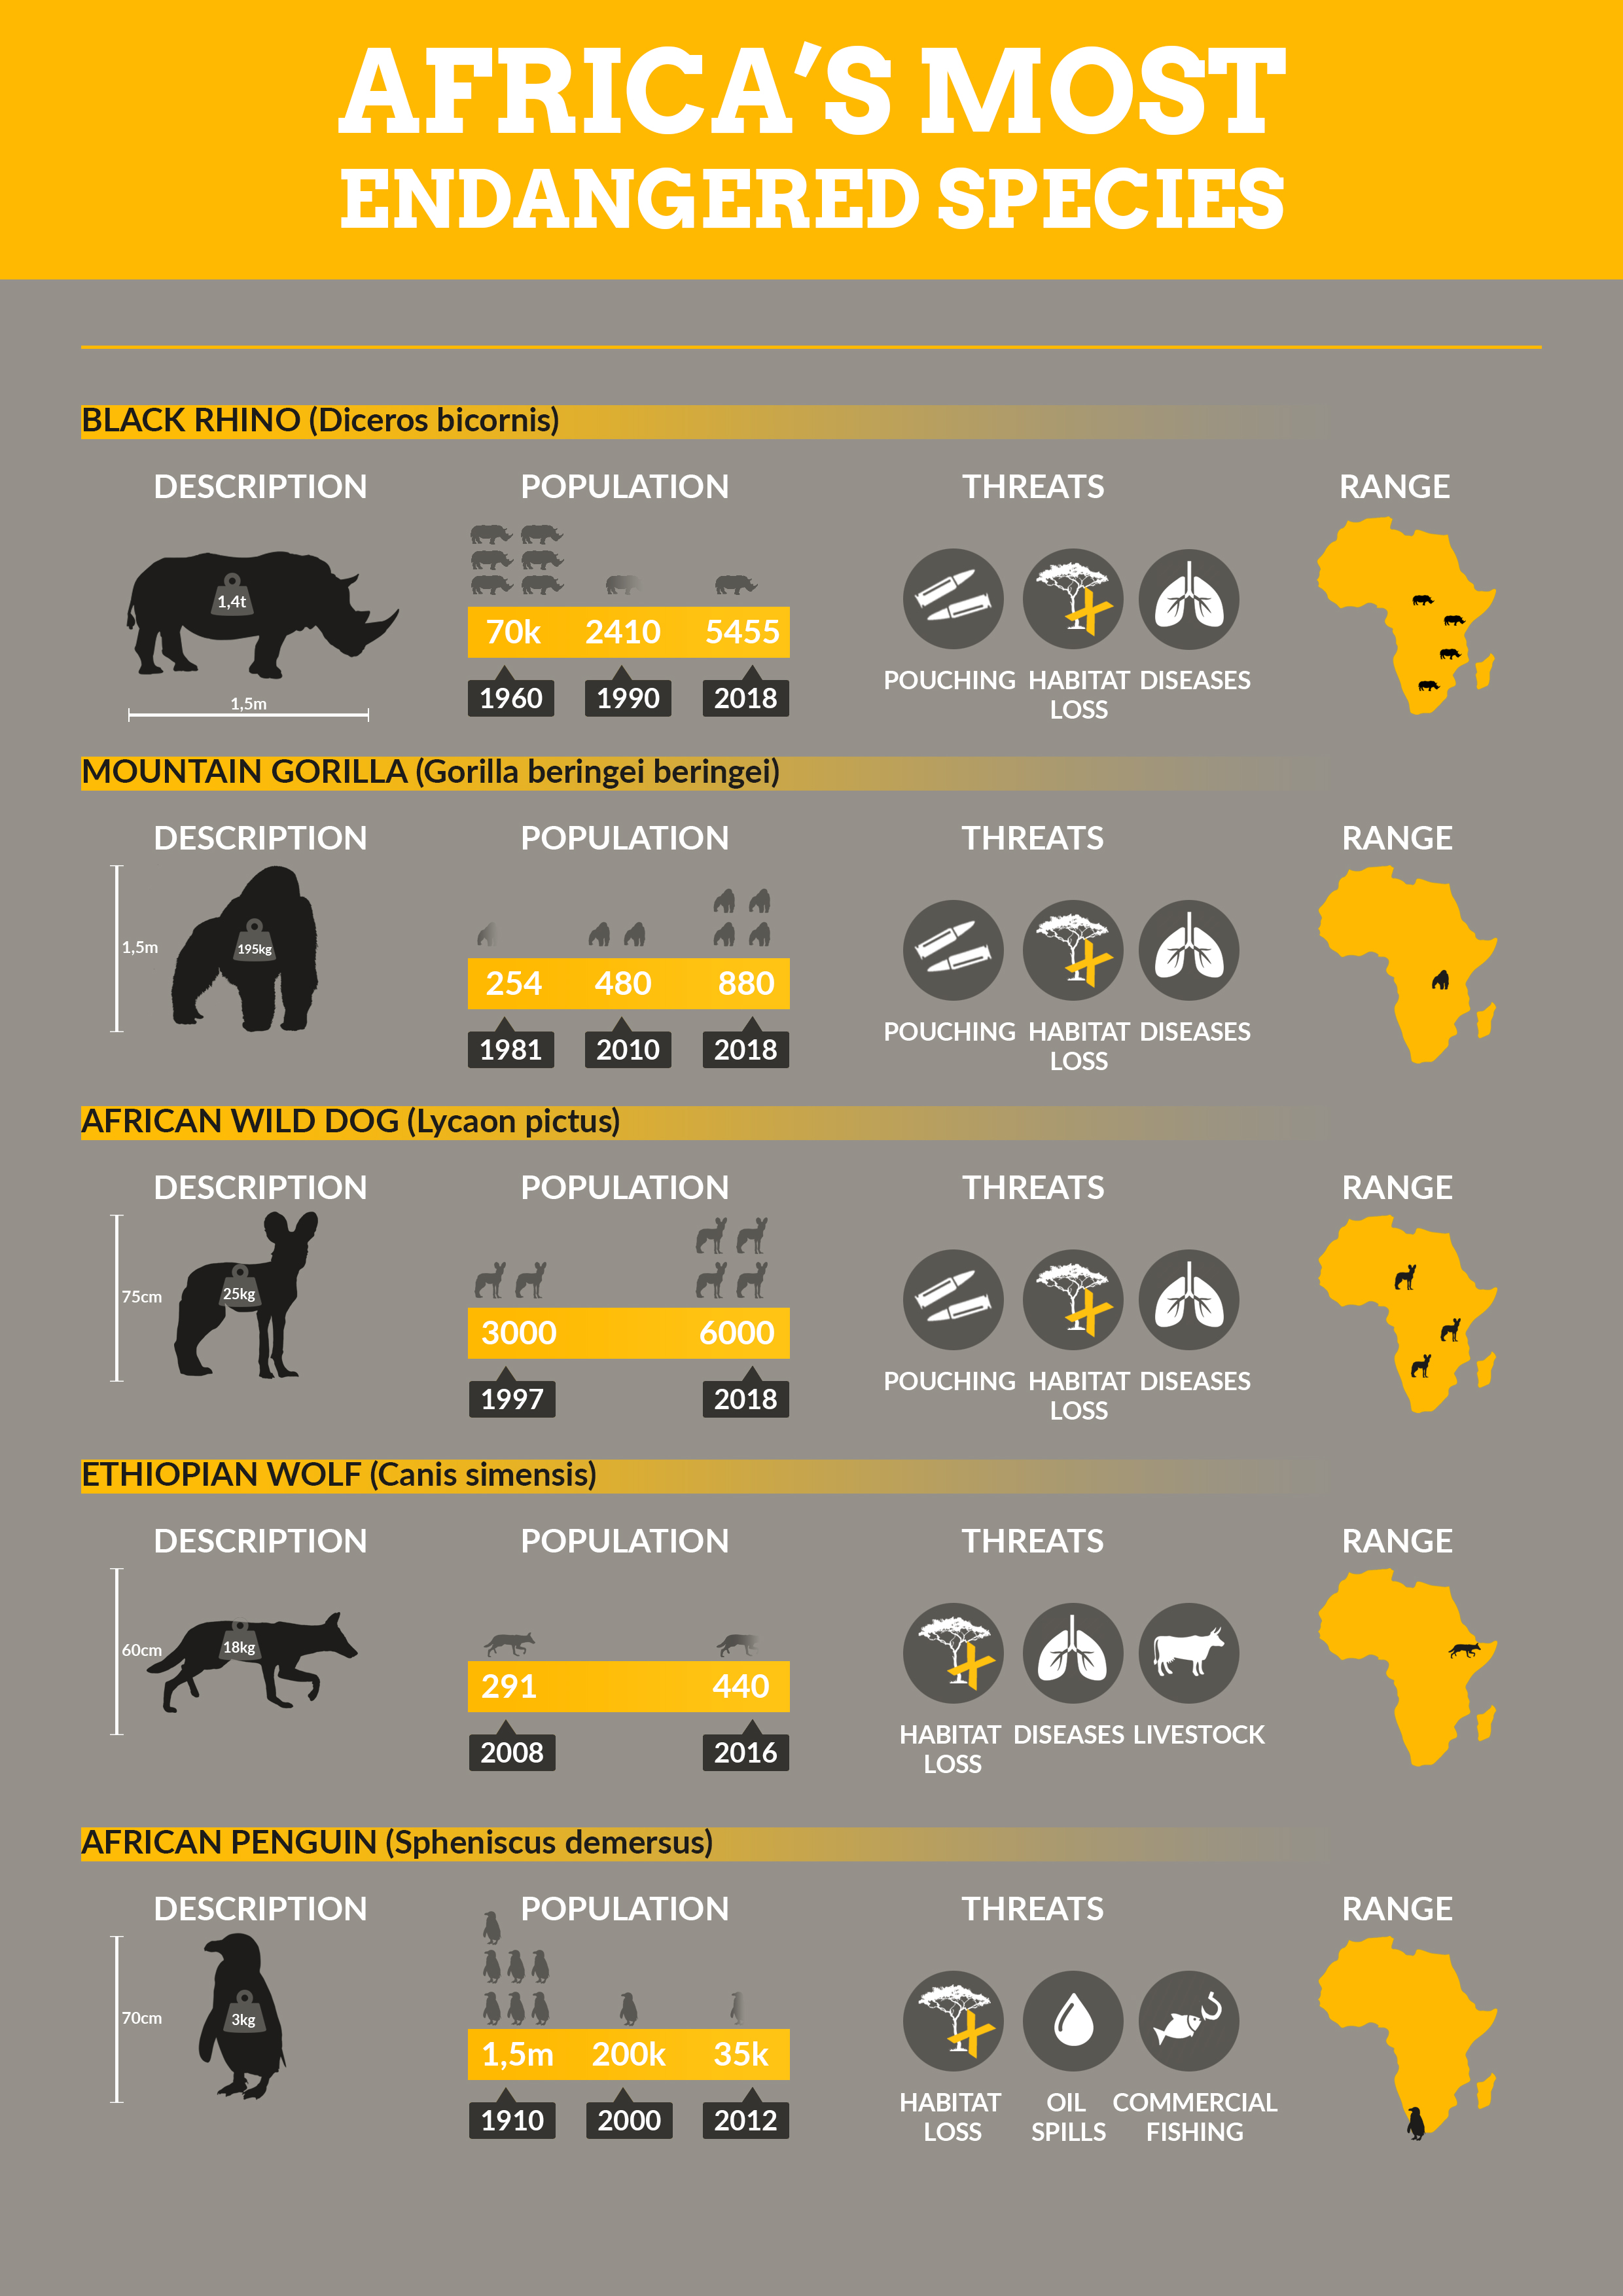 AFRICA'S MOST
ENDANGERED SPECIES
BLACK RHINO (Diceros bicornis)
DESCRIPTION
1,4t
1,5m
POPULATION
70k 2410 5455
1960 1990 2018
THREATS
POUCHING HABITAT DISEASES
LOSS
RANGE
MOUNTAIN GORILLA (Gorilla beringei beringei)
DESCRIPTION
1,5m
195kg
POPULATION
254 480 880
1981 2010 2018
THREATS
POUCHING HABITAT DISEASES
LOSS
RANGE
AFRICAN WILD DOG (Lycaon pictus)
DESCRIPTION
75cm
25kg
POPULATION
3000 6000
1997 2018
THREATS
POUCHING HABITAT DISEASES
LOSS
RANGE
ETHIOPIAN WOLF (Canis simensis)
DESCRIPTION
60cm
18kg
POPULATION
291 440
2008 2016
THREATS
HABITAT DISEASES LIVESTOCK
LOSS
RANGE
AFRICAN PENGUIN (Spheniscus demersus)
DESCRIPTION
70cm
3kg
POPULATION
1,5m 200k 35k
1910 2000 2012
THREATS
HABITAT OIL COMMERCIAL
LOSS SPILLS FISHING
RANGE